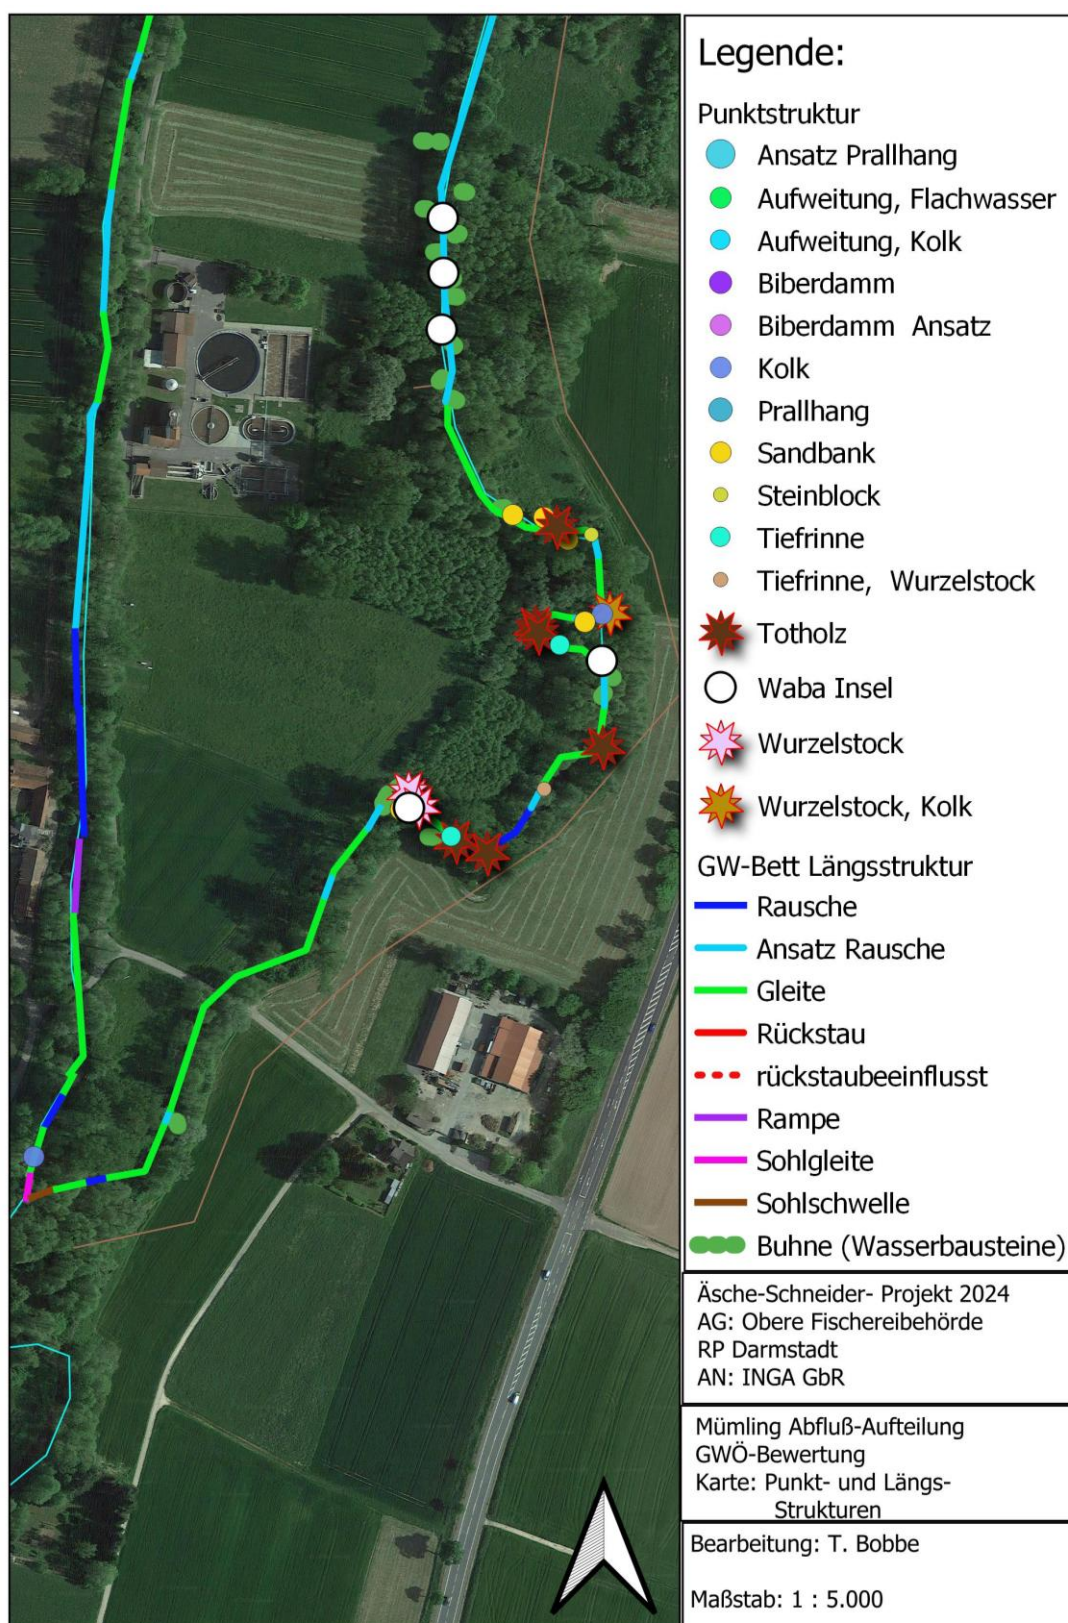 Legende:
Punktstruktur
Ansatz Prallhang
Aufweitung, Flachwasser
Aufweitung, Kolk
Biberdamm
Biberdamm Ansatz
Kolk
Prallhang
Sandbank
Steinblock
Tiefrinne
Tiefrinne, Wurzelstock
Totholz
Waba Insel
Wurzelstock
Wurzelstock, Kolk
GW-Bett Längsstruktur
Rausche
Ansatz Rausche
Gleite
Rückstau
rückstaubeeinflusst
Rampe
Sohlgleite
Sohlschwelle
Buhne (Wasserbausteine)
Äsche-Schneider- Projekt 2024
AG: Obere Fischereibehörde
RP Darmstadt
AN: INGA GbR
Mümling Abfluß-Aufteilung
GWÖ-Bewertung
Karte: Punkt- und Längs-
Strukturen
Bearbeitung: T. Bobbe
Maßstab: 1 : 5.000